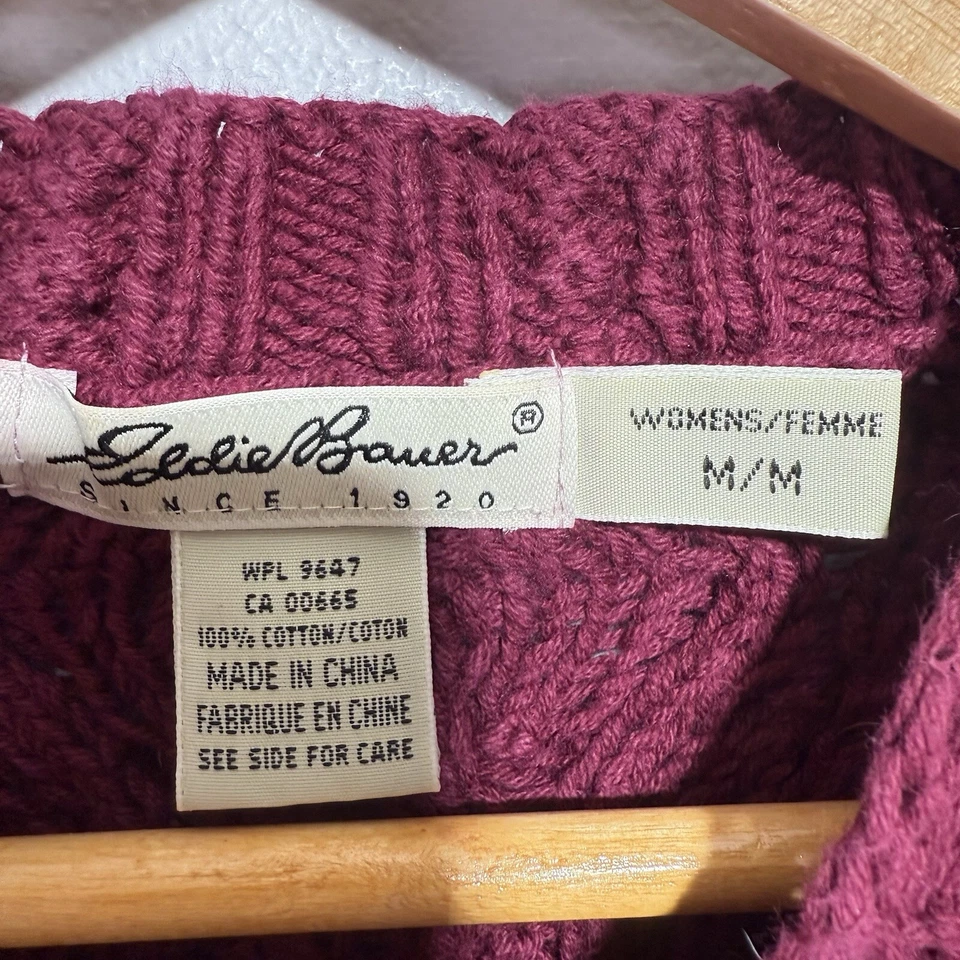 Eddie Bauer®
SINCE 1920
WOMENS/FEMME
M/M
WPL 9647
CA 00665
100% COTTON/COTON
MADE IN CHINA
FABRIQUE EN CHINE
SEE SIDE FOR CARE